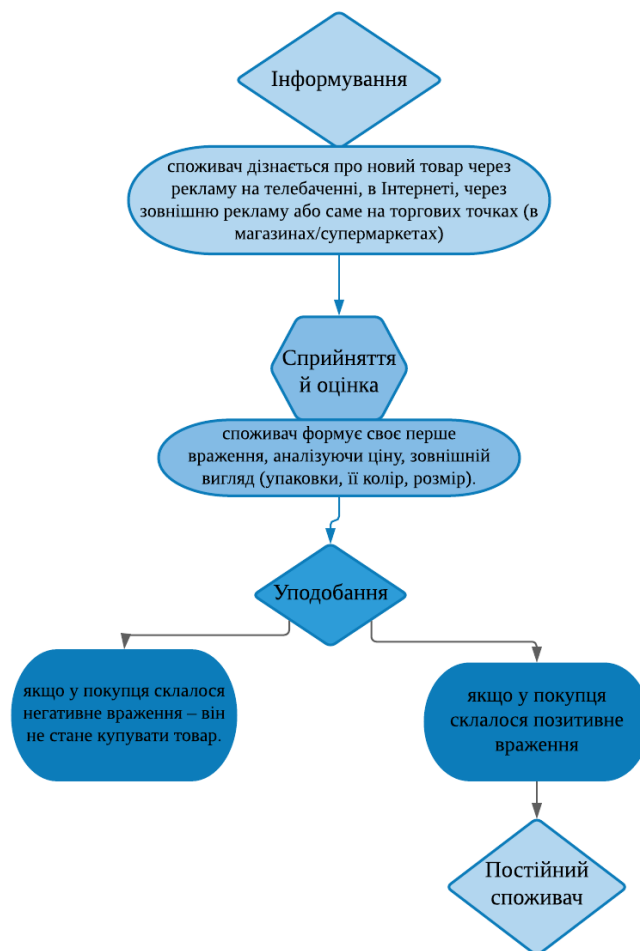 Інформування
споживач дізнається про новий товар через
рекламу на телебаченні, в Інтернеті, через
зовнішню рекламу або саме на торгових точках (в
магазинах/супермаркетах)
Сприйняття
й оцінка
споживач формує своє перше
враження, аналізуючи ціну, зовнішній
вигляд (упаковки, її колір, розмір).
Уподобання
якщо у покупця склалося
негативне враження – він
не стане купувати товар.
якщо у покупця
склалося позитивне
враження
Постійний
споживач